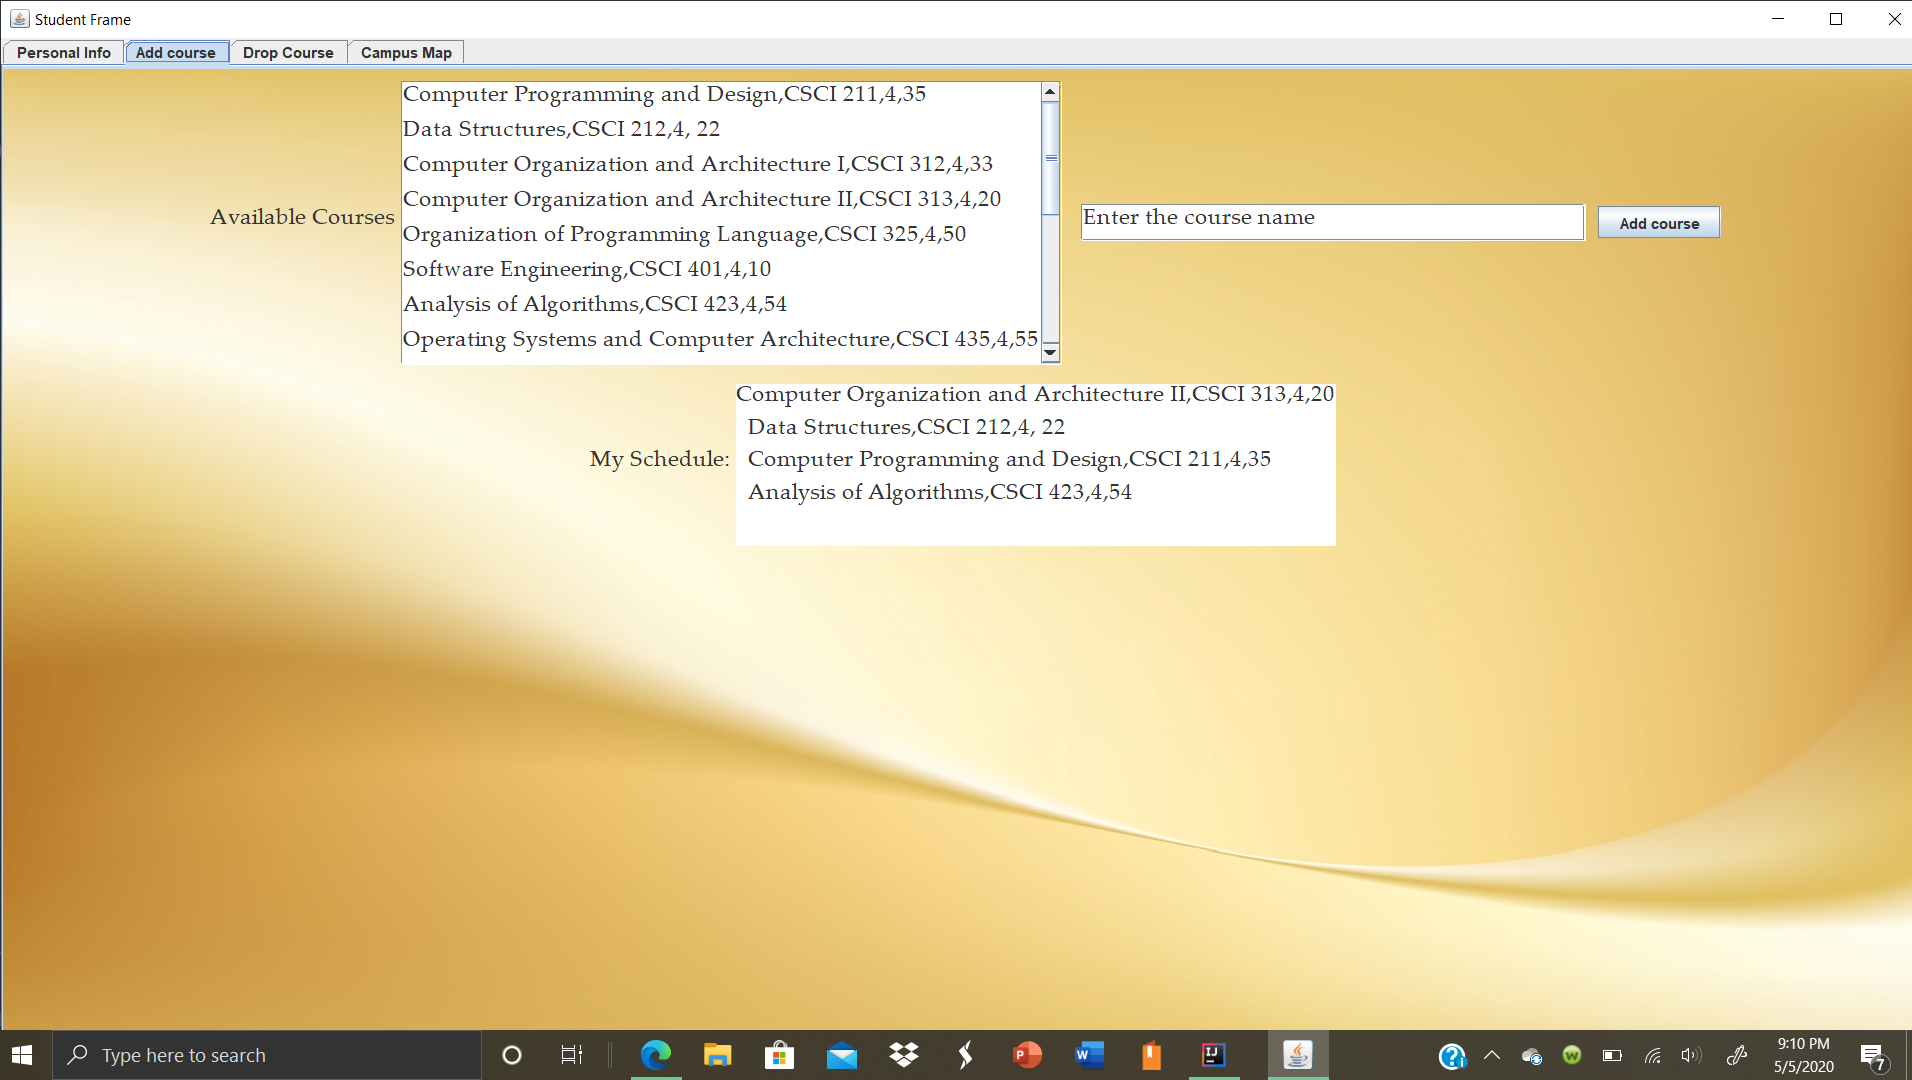 Student Frame
Personal Info
Add course
Drop Course
Campus Map
Available Courses
Computer Programming and Design,CSCI 211,4,35
Data Structures,CSCI 212,4, 22
Computer Organization and Architecture I,CSCI 312,4,33
Computer Organization and Architecture II,CSCI 313,4,20
Organization of Programming Language,CSCI 325,4,50
Software Engineering,CSCI 401,4,10
Analysis of Algorithms,CSCI 423,4,54
Operating Systems and Computer Architecture,CSCI 435,4,55
Enter the course name
Add course
My Schedule:
Computer Organization and Architecture II,CSCI 313,4,20
Data Structures,CSCI 212,4, 22
Computer Programming and Design,CSCI 211,4,35
Analysis of Algorithms,CSCI 423,4,54
Type here to search
P
W
IJ
W
9:10 PM
5/5/2020
7